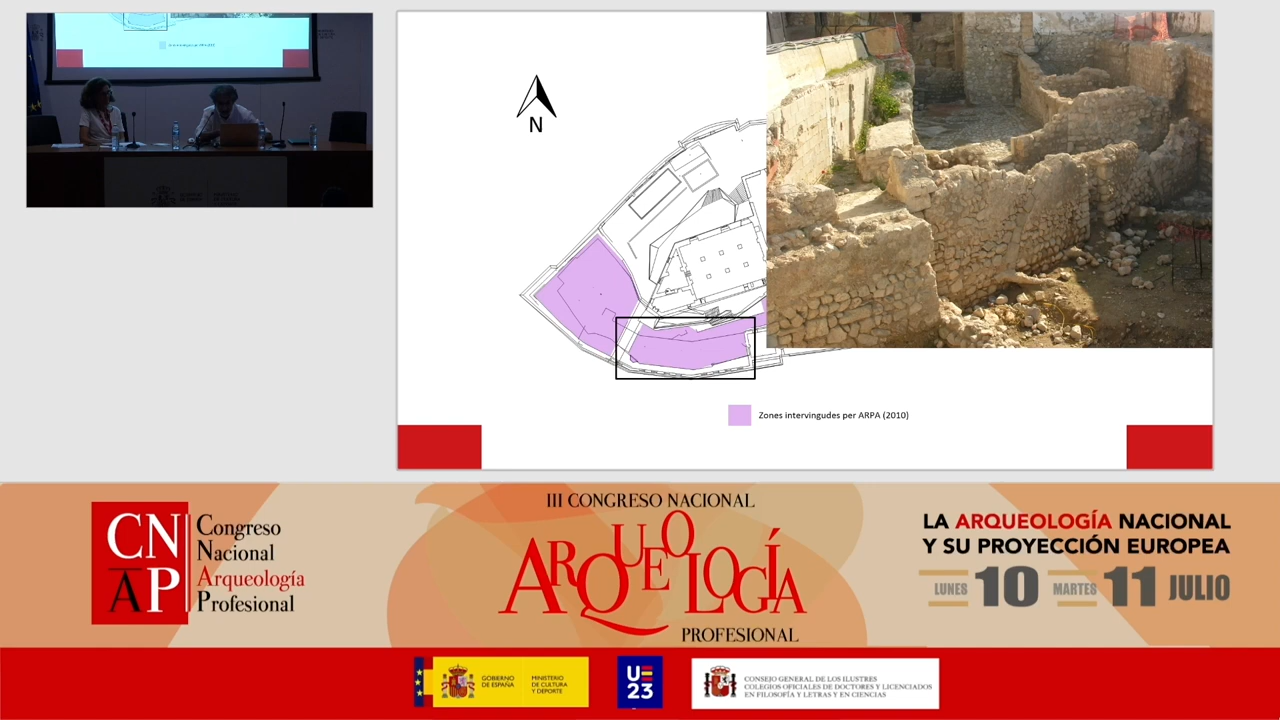 N
Zones intervingudes per ARPA (2010)
CNAP
Congreso
Nacional
Arqueología
Profesional
III CONGRESO NACIONAL
ARQUEOLOGÍA
PROFESIONAL
LA ARQUEOLOGÍA NACIONAL
Y SU PROYECCIÓN EUROPEA
LUNES 10 MARTES 11 JULIO
GOBIERNO
DE ESPAÑA
MINISTERIO
DE CULTURA
Y DEPORTE
UE
23
CONSEJO GENERAL DE LOS ILUSTRES
COLEGIOS OFICIALES DE DOCTORES Y LICENCIADOS
EN FILOSOFÍA Y LETRAS Y EN CIENCIAS